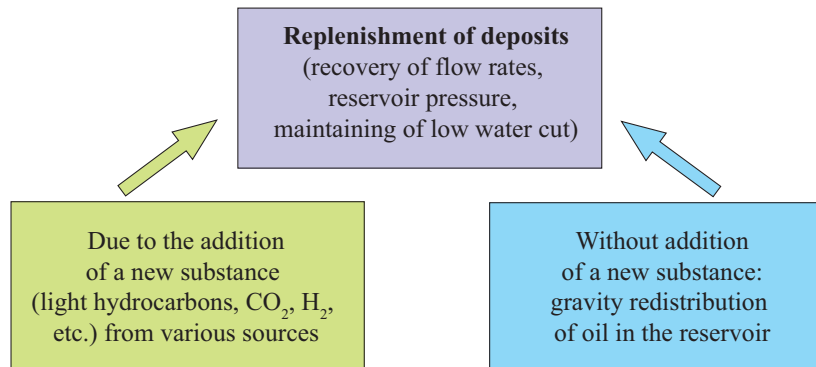 Replenishment of deposits
(recovery of flow rates,
reservoir pressure,
maintaining of low water cut)
Due to the addition
of a new substance
(light hydrocarbons, CO₂, H₂,
etc.) from various sources
Without addition
of a new substance:
gravity redistribution
of oil in the reservoir